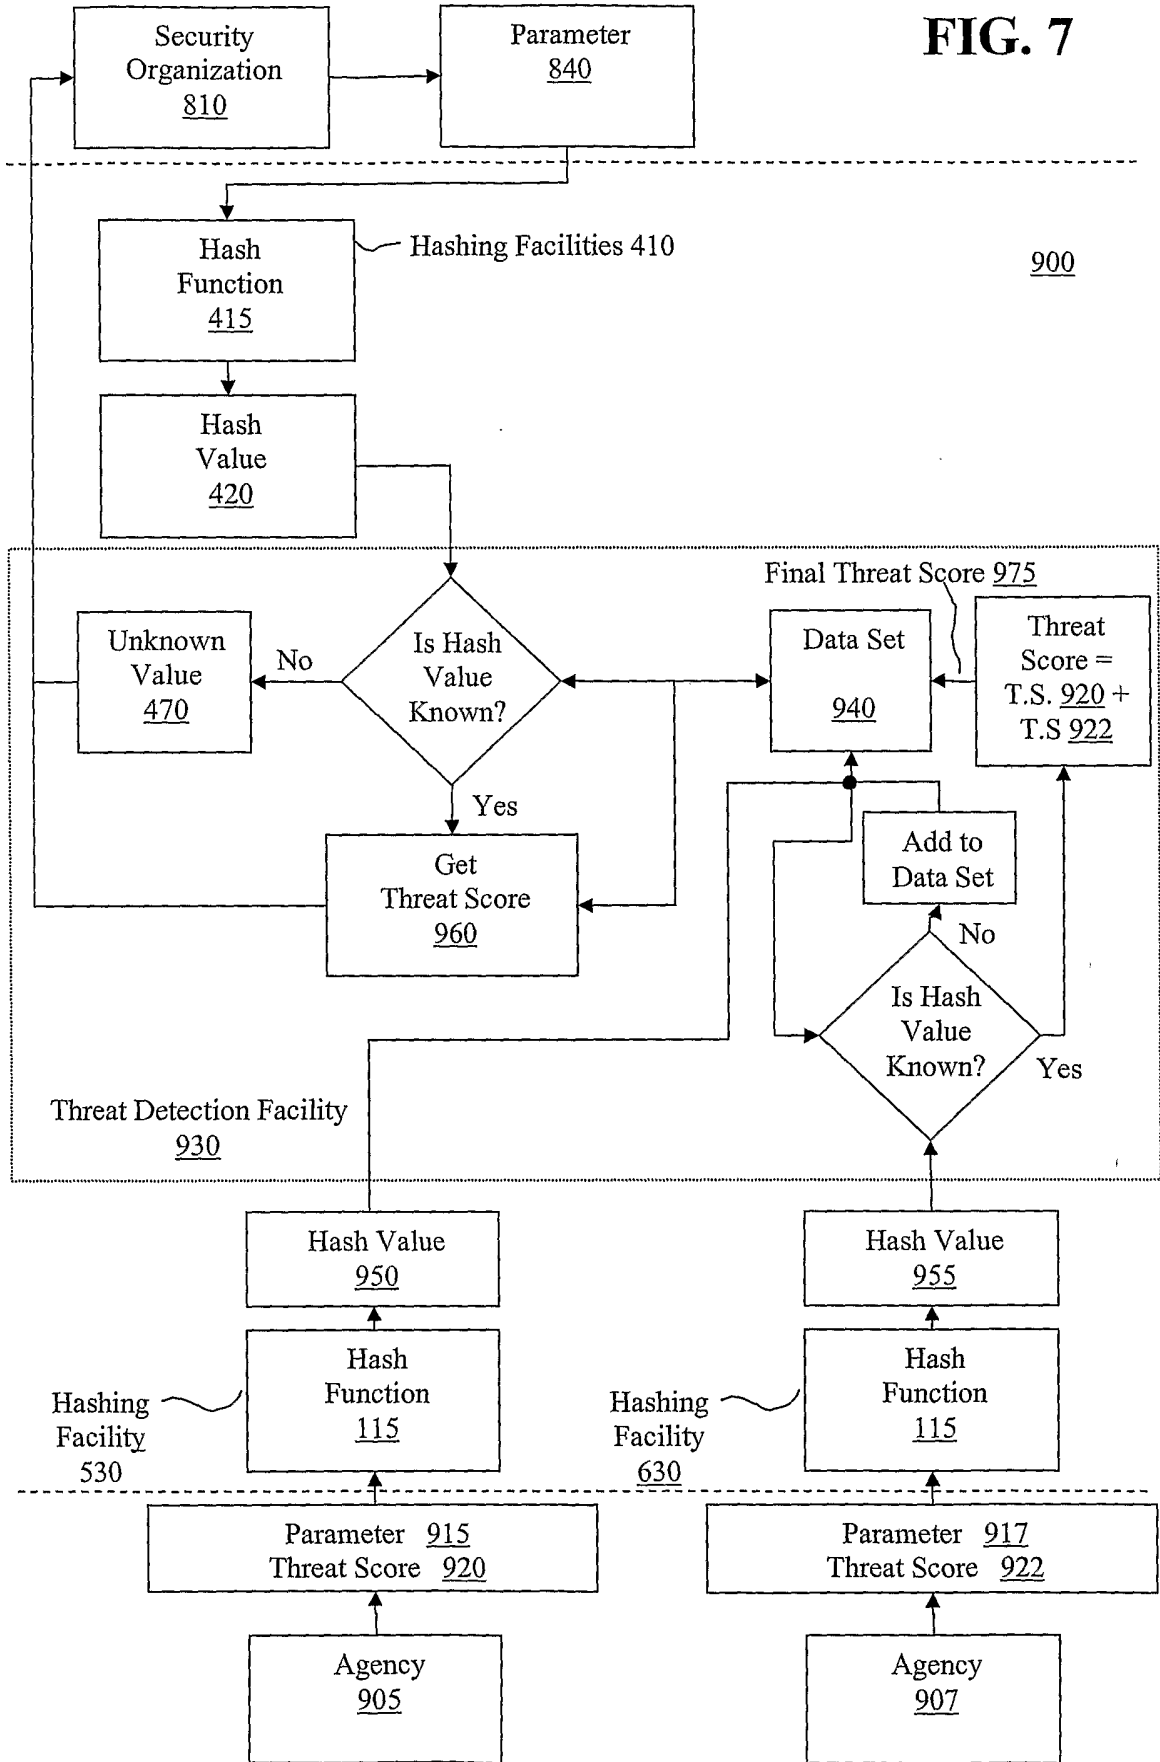 FIG. 7
Security
Organization
810
Parameter
840
Hash
Function
415
Hashing Facilities 410
900
Hash
Value
420
Final Threat Score 975
Unknown
Value
470
No
Is Hash
Value
Known?
Yes
Data Set
940
Threat
Score =
T.S. 920 +
T.S 922
Get
Threat Score
960
Add to
Data Set
No
Is Hash
Value
Known?
Yes
Threat Detection Facility
930
Hash Value
950
Hash Value
955
Hashing
Facility
530
Hash
Function
115
Hashing
Facility
630
Hash
Function
115
Parameter 915
Threat Score 920
Parameter 917
Threat Score 922
Agency
905
Agency
907